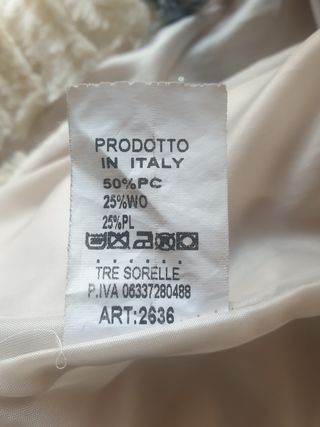 PRODOTTO
IN ITALY
50%PC
25%WO
25%PL
TRE SORELLE
P.IVA 06337280488
ART:2636